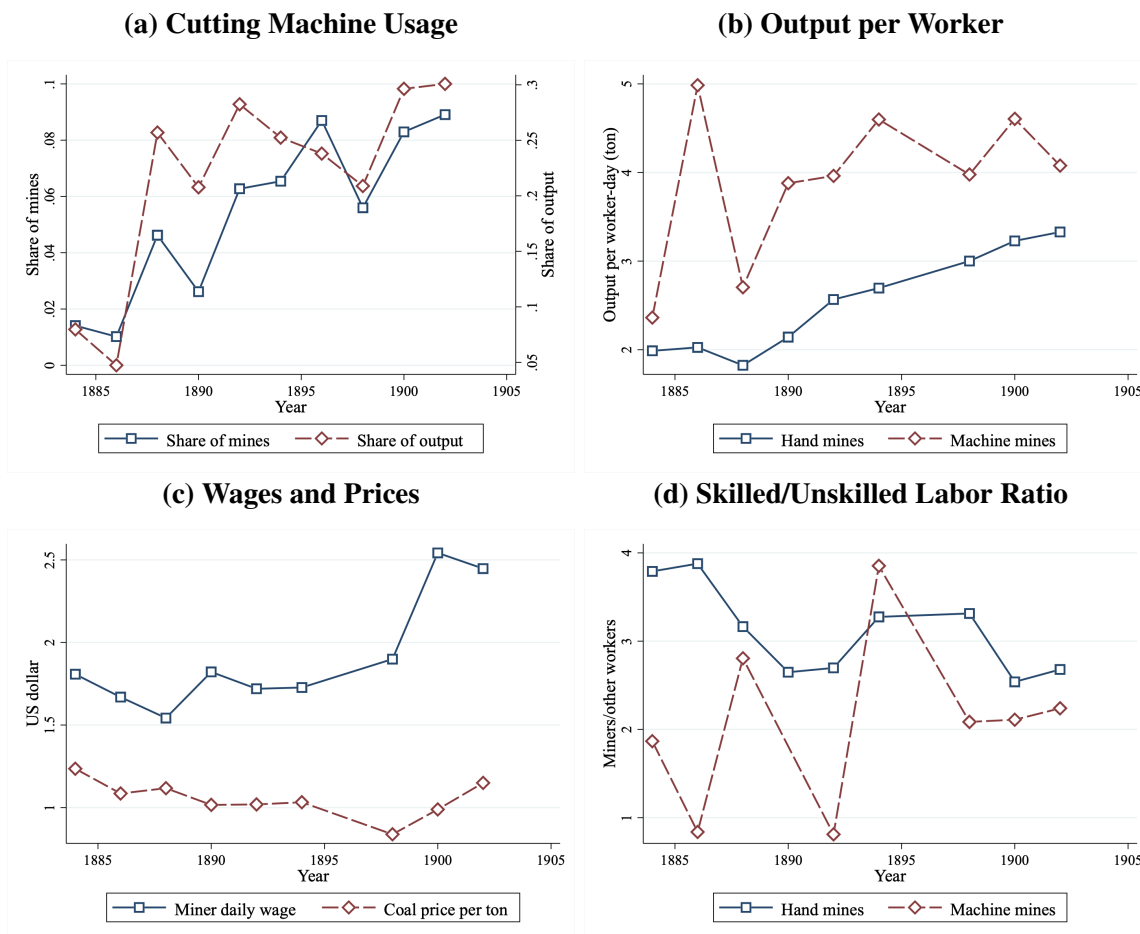 (a) Cutting Machine Usage
Share of mines
0
.02
.04
.06
.08
.1
Share of output
.05
.1
.15
.2
.25
.3
1885
1890
1895
1900
1905
Year
Share of mines
Share of output
(b) Output per Worker
Output per worker-day (ton)
2
3
4
5
1885
1890
1895
1900
1905
Year
Hand mines
Machine mines
(c) Wages and Prices
US dollar
1
1.5
2
2.5
1885
1890
1895
1900
1905
Year
Miner daily wage
Coal price per ton
(d) Skilled/Unskilled Labor Ratio
Miners/other workers
1
2
3
4
1885
1890
1895
1900
1905
Year
Hand mines
Machine mines